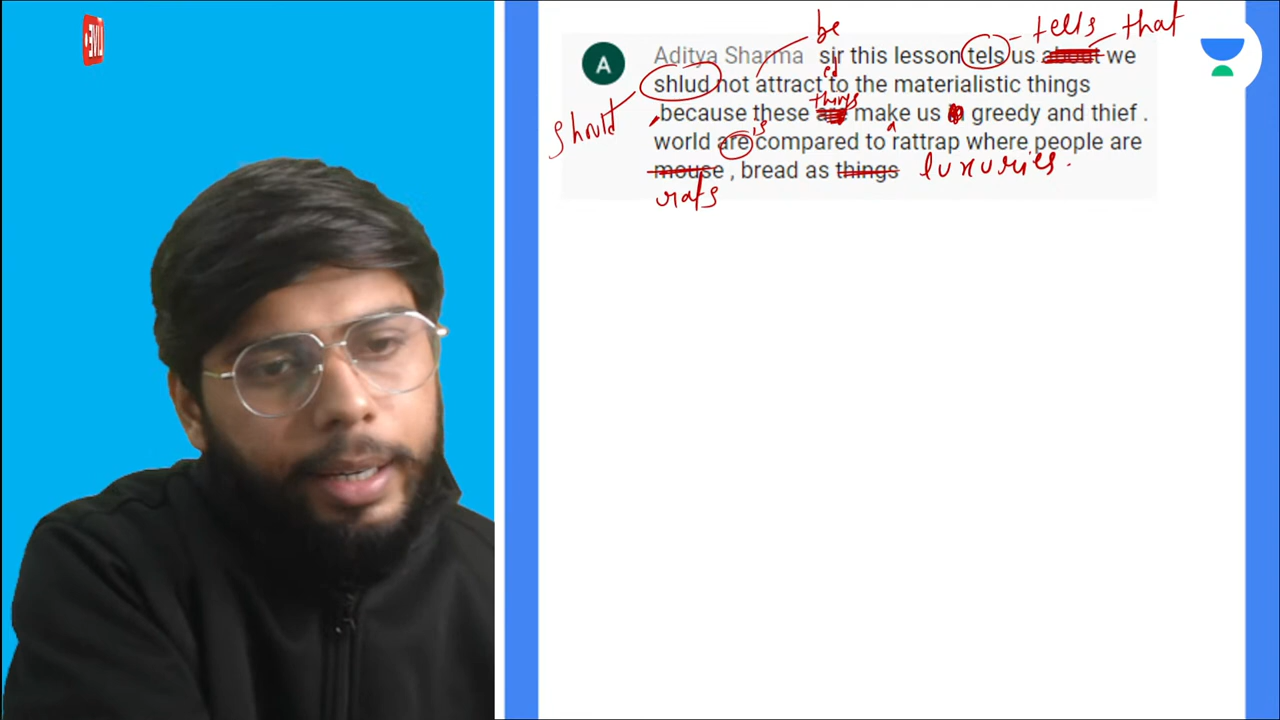 be
tells that
Aditya Sharma sir this lesson tels us about we
ed
shlud not attract to the materialistic things
things
because these are make us a greedy and thief .
should
is a
world are compared to rattrap where people are
mouse , bread as things luxuries.
rats